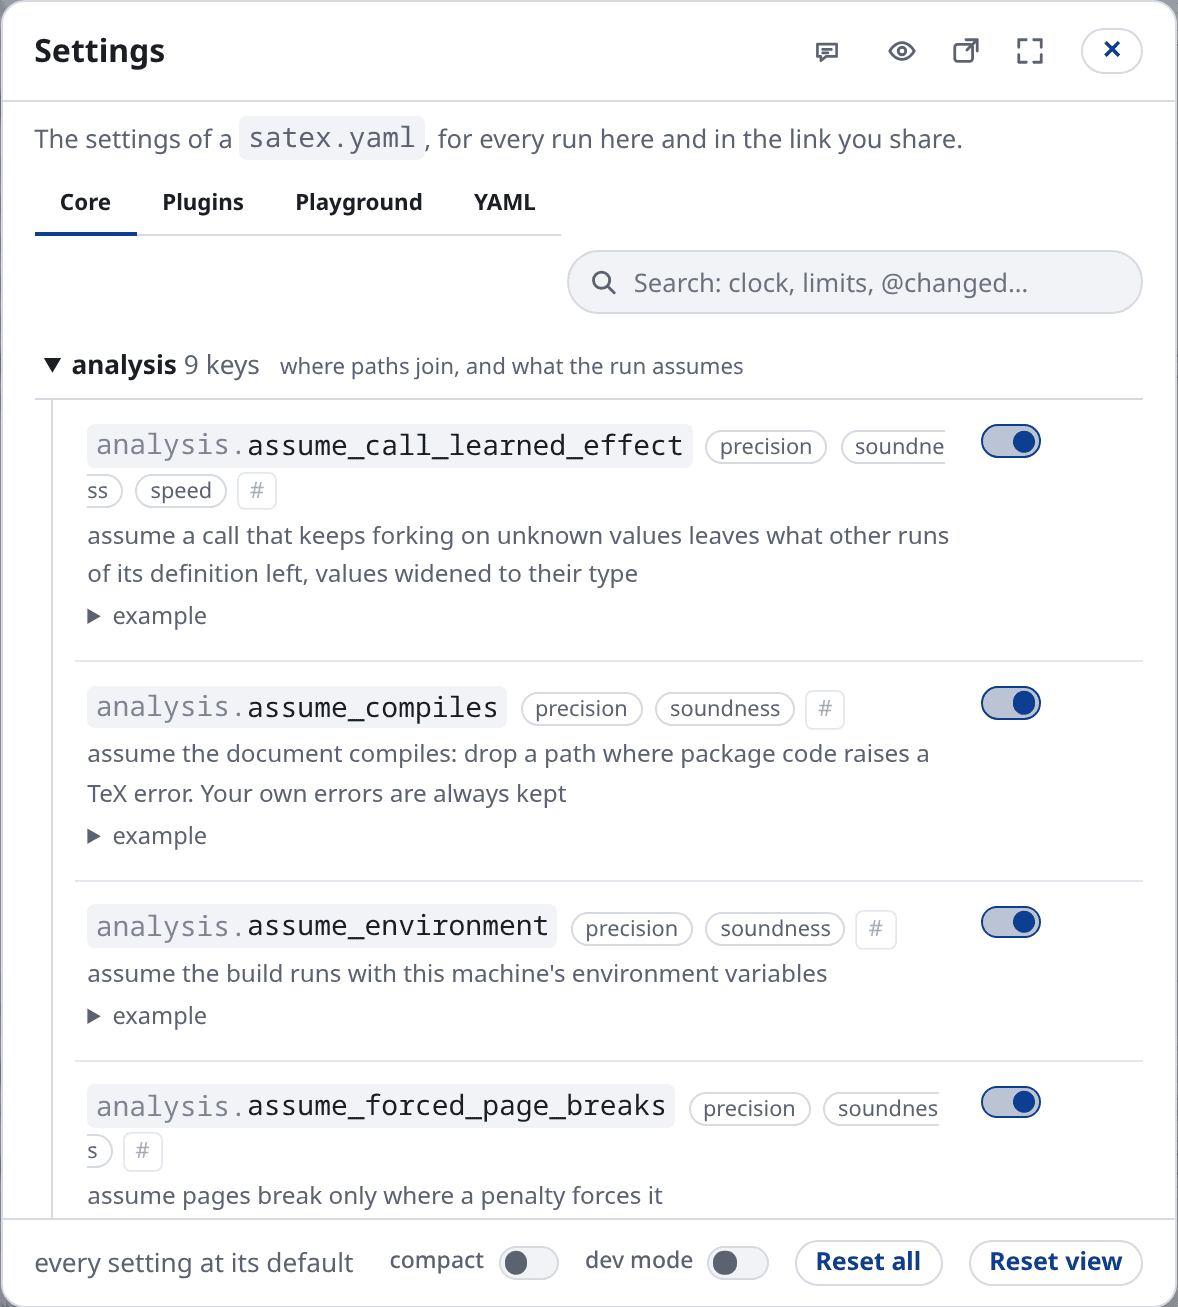 Settings
The settings of a satex.yaml, for every run here and in the link you share.
Core Plugins Playground YAML
Search: clock, limits, @changed...
analysis 9 keys where paths join, and what the run assumes
analysis.assume_call_learned_effect precision soundne
ss speed #
assume a call that keeps forking on unknown values leaves what other runs
of its definition left, values widened to their type
example
analysis.assume_compiles precision soundness #
assume the document compiles: drop a path where package code raises a
TeX error. Your own errors are always kept
example
analysis.assume_environment precision soundness #
assume the build runs with this machine's environment variables
example
analysis.assume_forced_page_breaks precision soundnes
s #
assume pages break only where a penalty forces it
every setting at its default compact dev mode Reset all Reset view